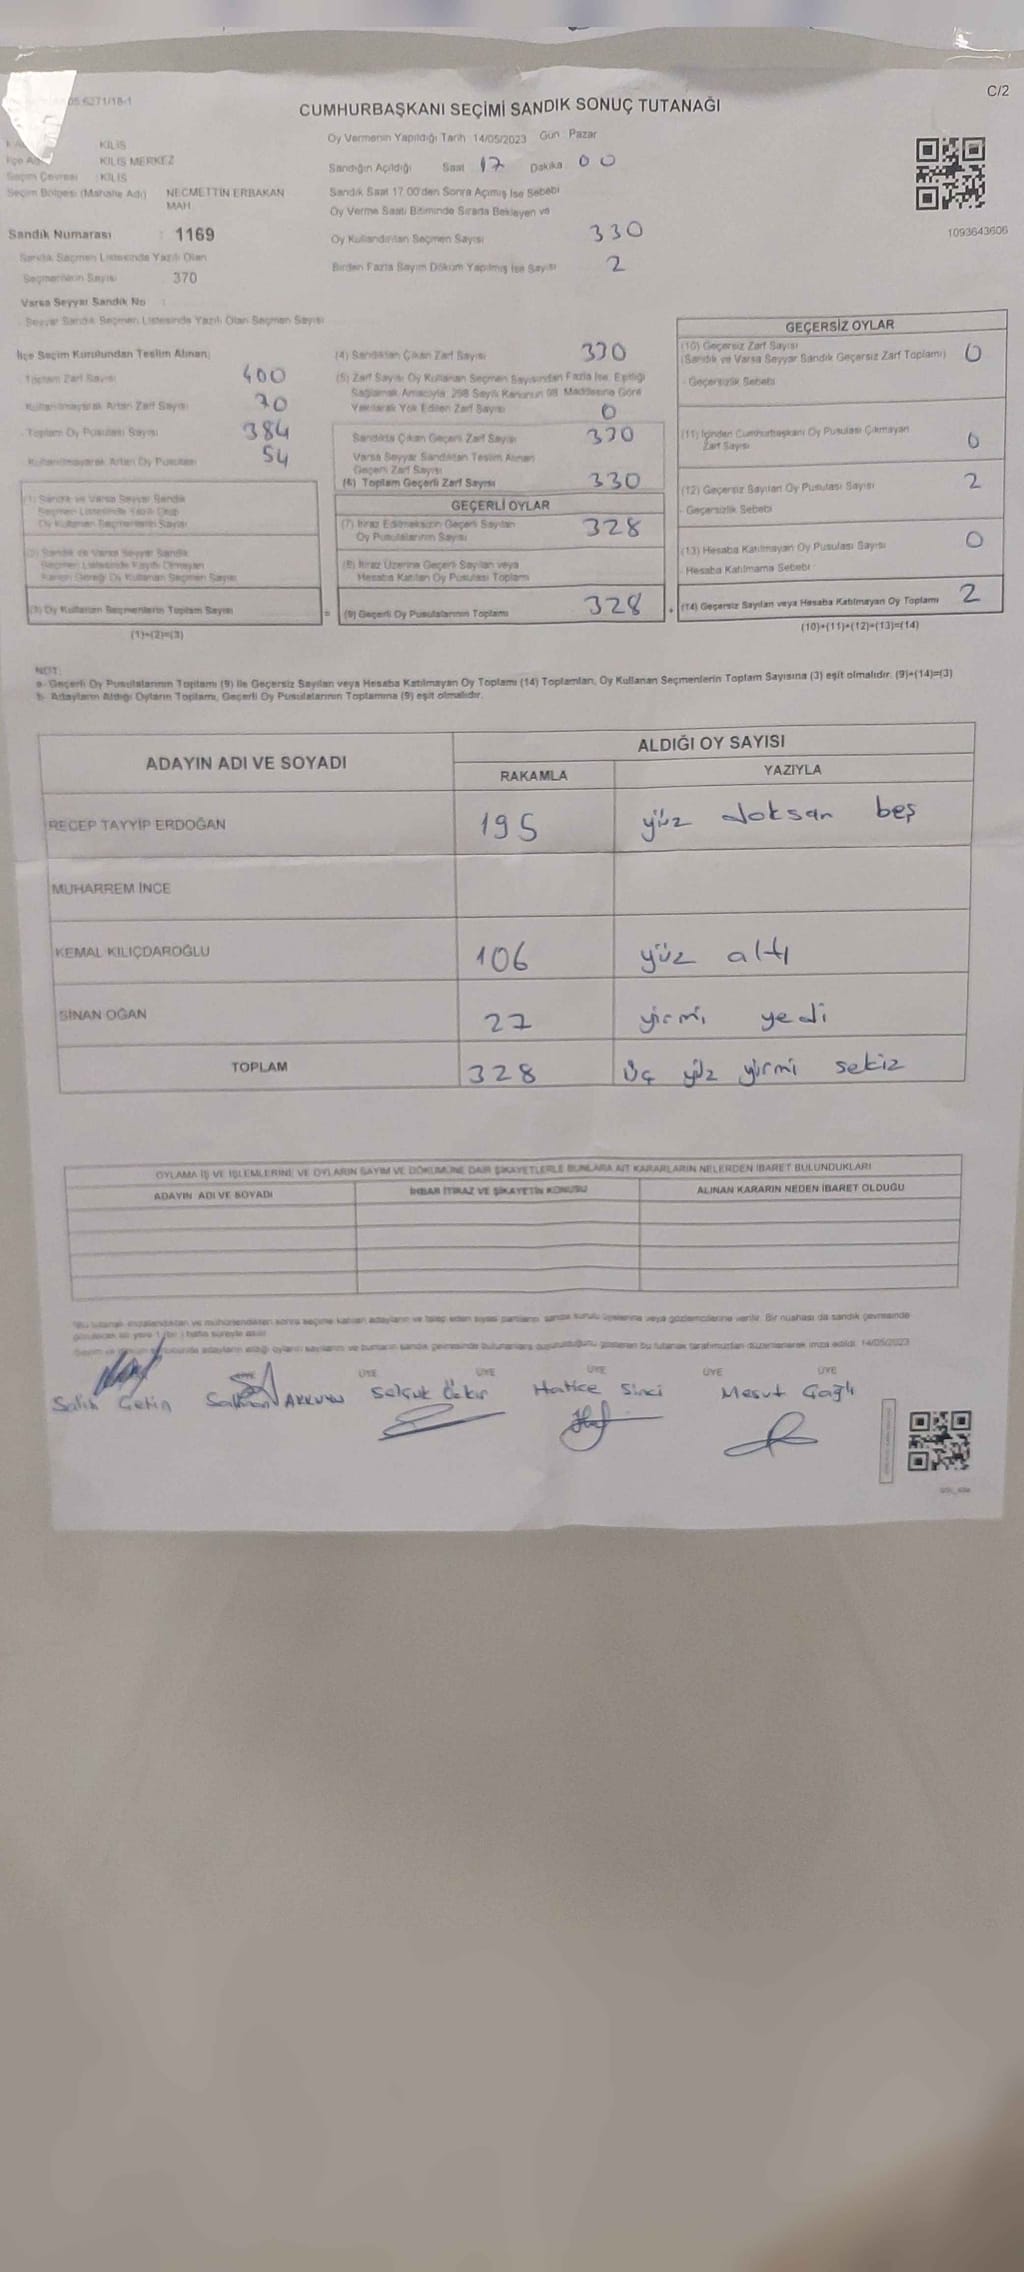 C/2
CUMHURBAŞKANI SEÇİMİ SANDIK SONUÇ TUTANAĞI
KİLİS
KİLİS MERKEZ
Seçim Çevresi : KİLİS
Seçim Bölgesi (Mahalle Adı) NECMETTİN ERBAKAN
MAH.
Sandık Numarası : 1169
Sandık Seçmen Listesinde Yazılı Olan
Seçmenlerin Sayısı 370
Varsa Seyyar Sandık No :
Seyyar Sandık Seçmen Listesinde Yazılı Olan Seçmen Sayısı
Oy Vermenin Yapıldığı Tarih 14/05/2023 Gün : Pazar
Sandığın Açıldığı Saat 17 Dakika 00
Sandık Saat 17.00'den Sonra Açılmış İse Sebebi
Oy Verme Saati Bitiminde Sırada Bekleyen ve
Oy Kullandırılan Seçmen Sayısı 330
Birden Fazla Sayım Döküm Yapılmış İse Sayısı 2
1093643606
İlçe Seçim Kurulundan Teslim Alınan;
Toplam Zarf Sayısı 400
Kullanılmayarak Artan Zarf Sayısı 70
Toplam Oy Pusulası Sayısı 384
Kullanılmayarak Artan Oy Pusulası 54
(1) Sandık ve Varsa Seyyar Sandık
Seçmen Listesinde Yazılı Olup
Oy Kullanan Seçmenlerin Sayısı
(2) Sandık ve Varsa Seyyar Sandık
Seçmen Listesinde Kaydı Olmayan
Kanun Gereği Oy Kullanan Seçmen Sayısı
(3) Oy Kullanan Seçmenlerin Toplam Sayısı
(1)+(2)=(3)
(4) Sandıktan Çıkan Zarf Sayısı 330
(5) Zarf Sayısı Oy Kullanan Seçmen Sayısından Fazla İse, Eşitliği
Sağlamak Amacıyla, 298 Sayılı Kanunun 98. Maddesine Göre
Yakılarak Yok Edilen Zarf Sayısı 0
Sandıkta Çıkan Geçerli Zarf Sayısı 330
Varsa Seyyar Sandıktan Teslim Alınan
Geçerli Zarf Sayısı
(6) Toplam Geçerli Zarf Sayısı 330
GEÇERLİ OYLAR
(7) İtiraz Edilmeksizin Geçerli Sayılan
Oy Pusulalarının Sayısı 328
(8) İtiraz Üzerine Geçerli Sayılan veya
Hesaba Katılan Oy Pusulası Toplamı
= (9) Geçerli Oy Pusulalarının Toplamı 328
GEÇERSİZ OYLAR
(10) Geçersiz Zarf Sayısı
(Sandık ve Varsa Seyyar Sandık Geçersiz Zarf Toplamı) 0
Geçersizlik Sebebi
(11) İçinden Cumhurbaşkanı Oy Pusulası Çıkmayan
Zarf Sayısı 0
(12) Geçersiz Sayılan Oy Pusulası Sayısı 2
Geçersizlik Sebebi
(13) Hesaba Katılmayan Oy Pusulası Sayısı 0
Hesaba Katılmama Sebebi
+ (14) Geçersiz Sayılan veya Hesaba Katılmayan Oy Toplamı 2
(10)+(11)+(12)+(13)=(14)
NOT:
a- Geçerli Oy Pusulalarının Toplamı (9) İle Geçersiz Sayılan veya Hesaba Katılmayan Oy Toplamı (14) Toplamları, Oy Kullanan Seçmenlerin Toplam Sayısına (3) eşit olmalıdır. (9)+(14)=(3)
b- Adayların Aldığı Oyların Toplamı, Geçerli Oy Pusulalarının Toplamına (9) eşit olmalıdır.
ADAYIN ADI VE SOYADI ALDIĞI OY SAYISI
RAKAMLA YAZIYLA
RECEP TAYYİP ERDOĞAN 195 yüz doksan beş
MUHARREM İNCE
KEMAL KILIÇDAROĞLU 106 yüz altı
SİNAN OĞAN 27 yirmi yedi
TOPLAM 328 üç yüz yirmi sekiz
OYLAMA İŞ VE İŞLEMLERİNE VE OYLARIN SAYIM VE DÖKÜMÜNE DAİR ŞİKAYETLERLE BUNLARA AİT KARARLARIN NELERDEN İBARET BULUNDUKLARI
ADAYIN ADI VE SOYADI İHBAR İTİRAZ VE ŞİKAYETİN KONUSU ALINAN KARARIN NEDEN İBARET OLDUĞU
ÜYE ÜYE ÜYE ÜYE ÜYE
Salih Çetin Salman AKKUYU Selçuk Özkır Hatice Sinci Mesut Çağlı